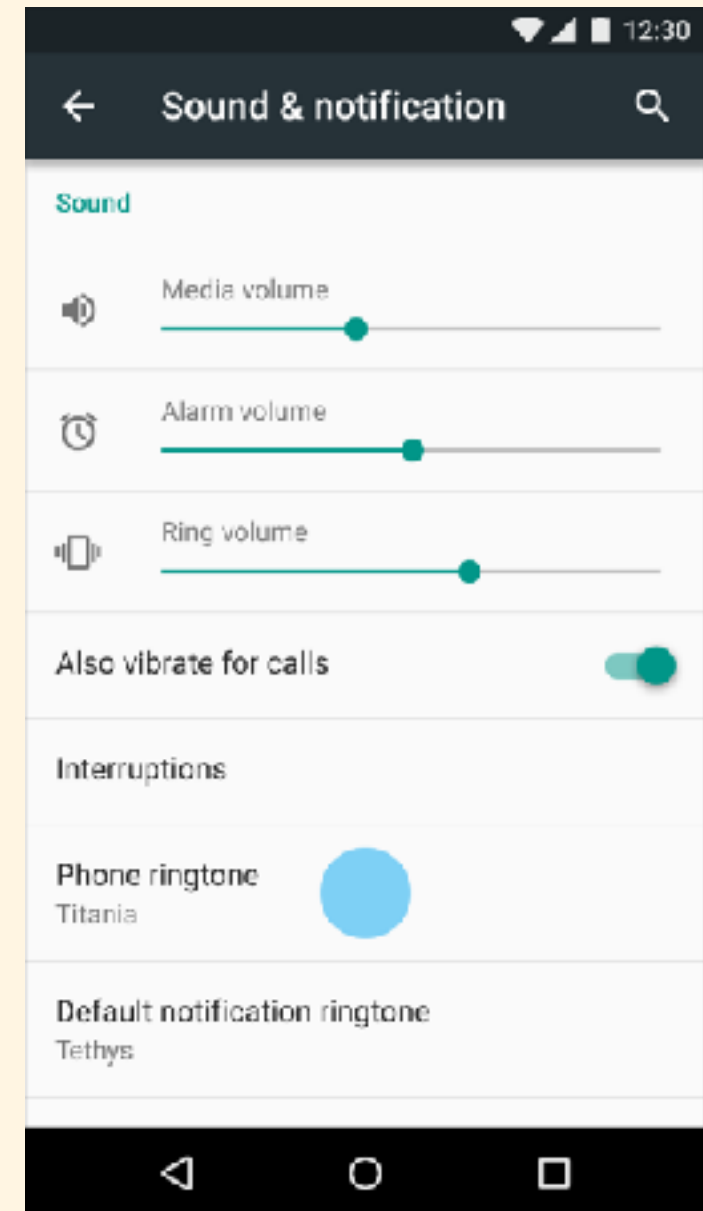 12:30
Sound & notification
Sound
Media volume
Alarm volume
Ring volume
Also vibrate for calls
Interruptions
Phone ringtone
Titania
Default notification ringtone
Tethys